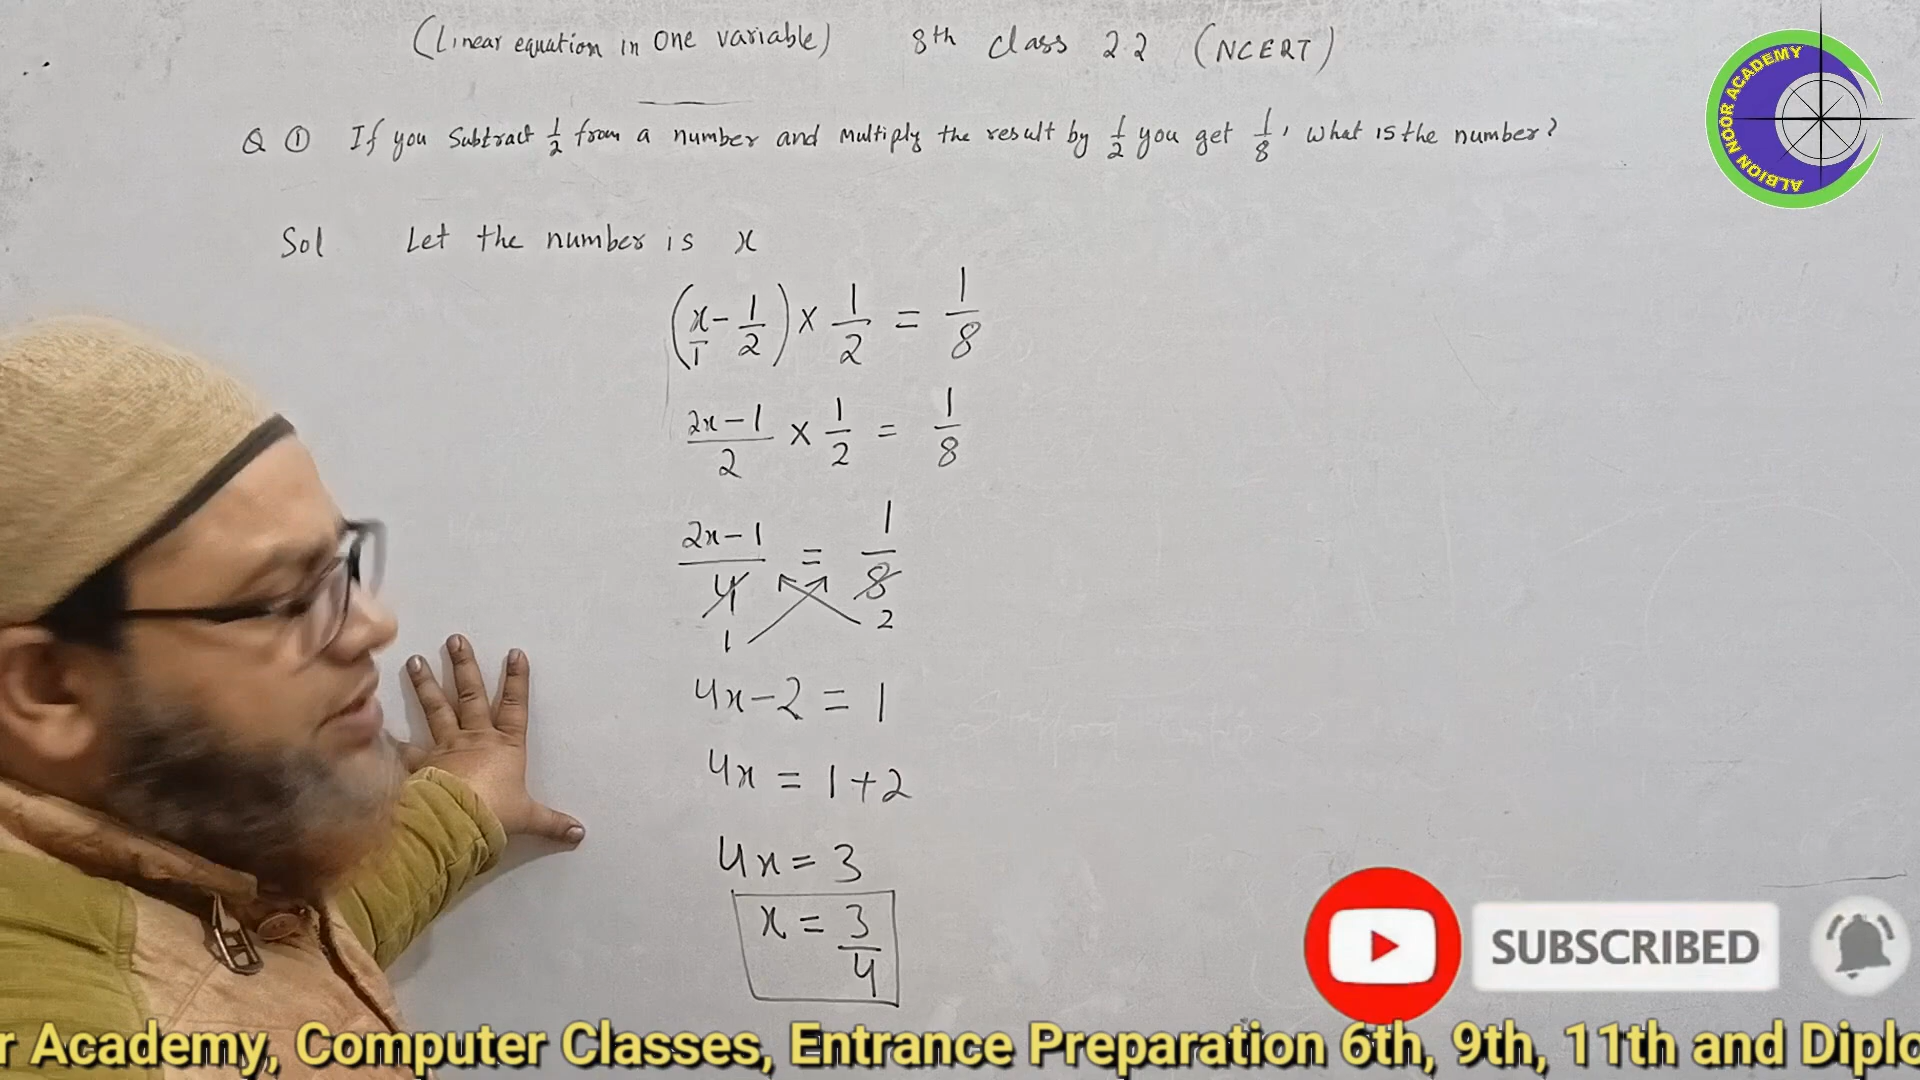 (Linear equation in one variable) 8th class 2.2 (NCERT)
Q ① If you subtract 1/2 from a number and multiply the result by 1/2 you get 1/8, what is the number?
Sol Let the number is x
(x/1 - 1/2) × 1/2 = 1/8
2x-1/2 × 1/2 = 1/8
2x-1/4 = 1/8
1 2
4x-2 = 1
4x = 1+2
4x = 3
x = 3/4
ALBION NOOR ACADEMY
SUBSCRIBED
r Academy, Computer Classes, Entrance Preparation 6th, 9th, 11th and Diplo